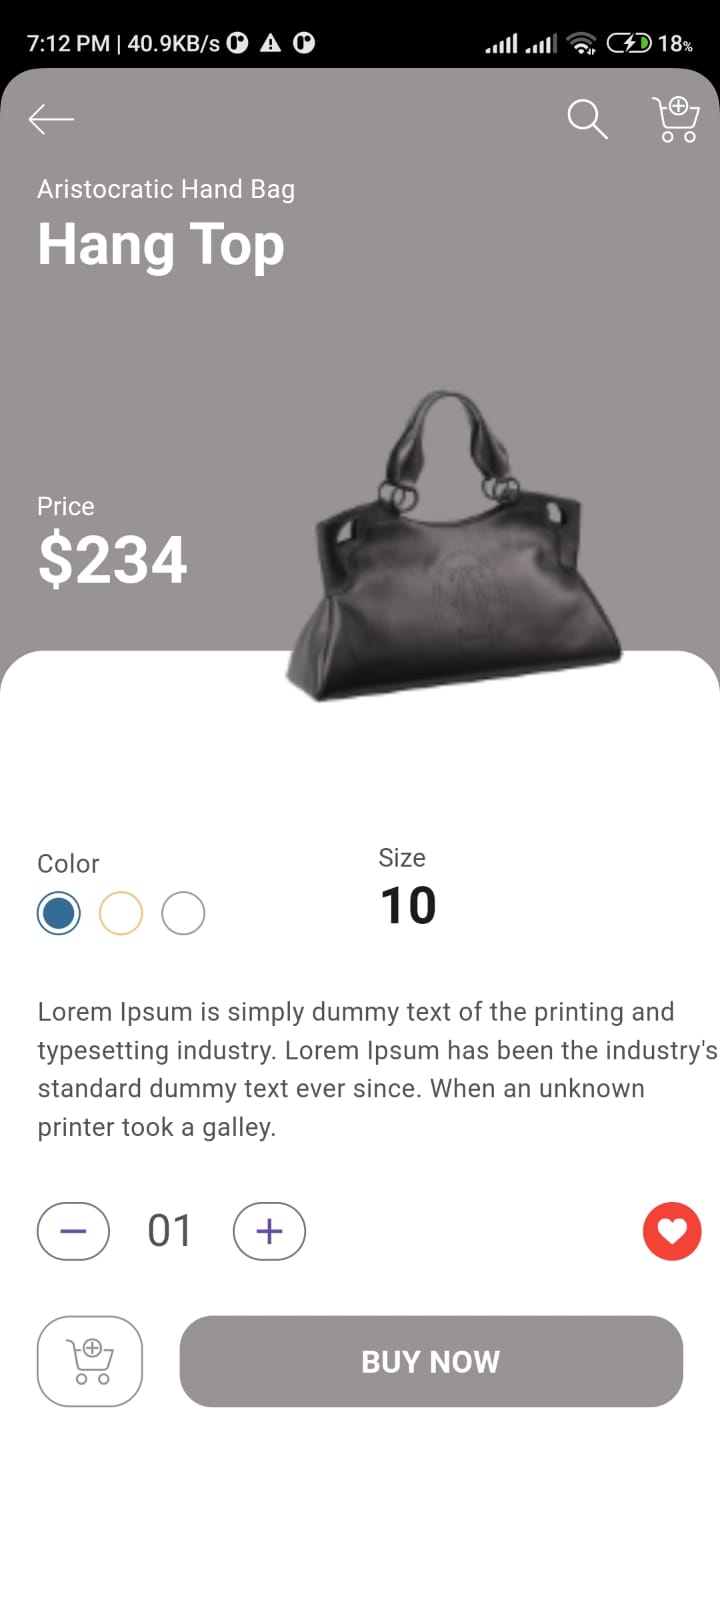 7:12 PM | 40.9KB/s 18%
Aristocratic Hand Bag
Hang Top
Price
$234
Color
Size
10
Lorem Ipsum is simply dummy text of the printing and
typesetting industry. Lorem Ipsum has been the industry's
standard dummy text ever since. When an unknown
printer took a galley.
01
BUY NOW